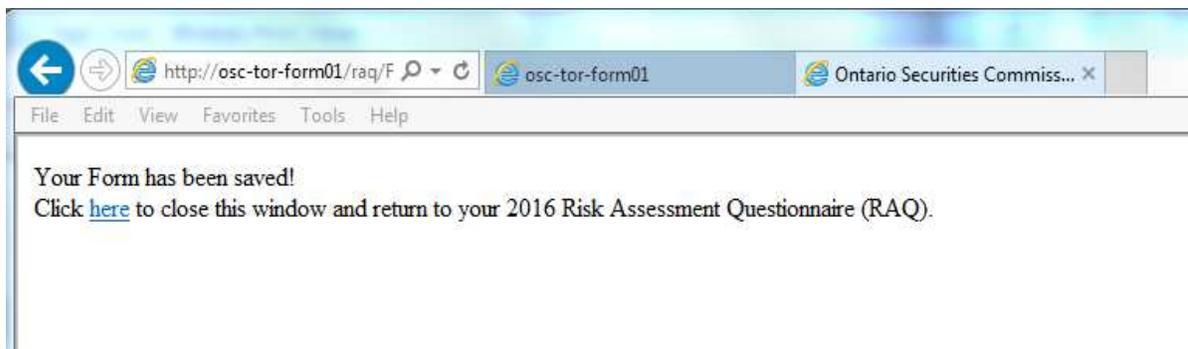 http://osc-tor-form01/raq/F
osc-tor-form01
Ontario Securities Commiss...
File Edit View Favorites Tools Help
Your Form has been saved!
Click here to close this window and return to your 2016 Risk Assessment Questionnaire (RAQ).